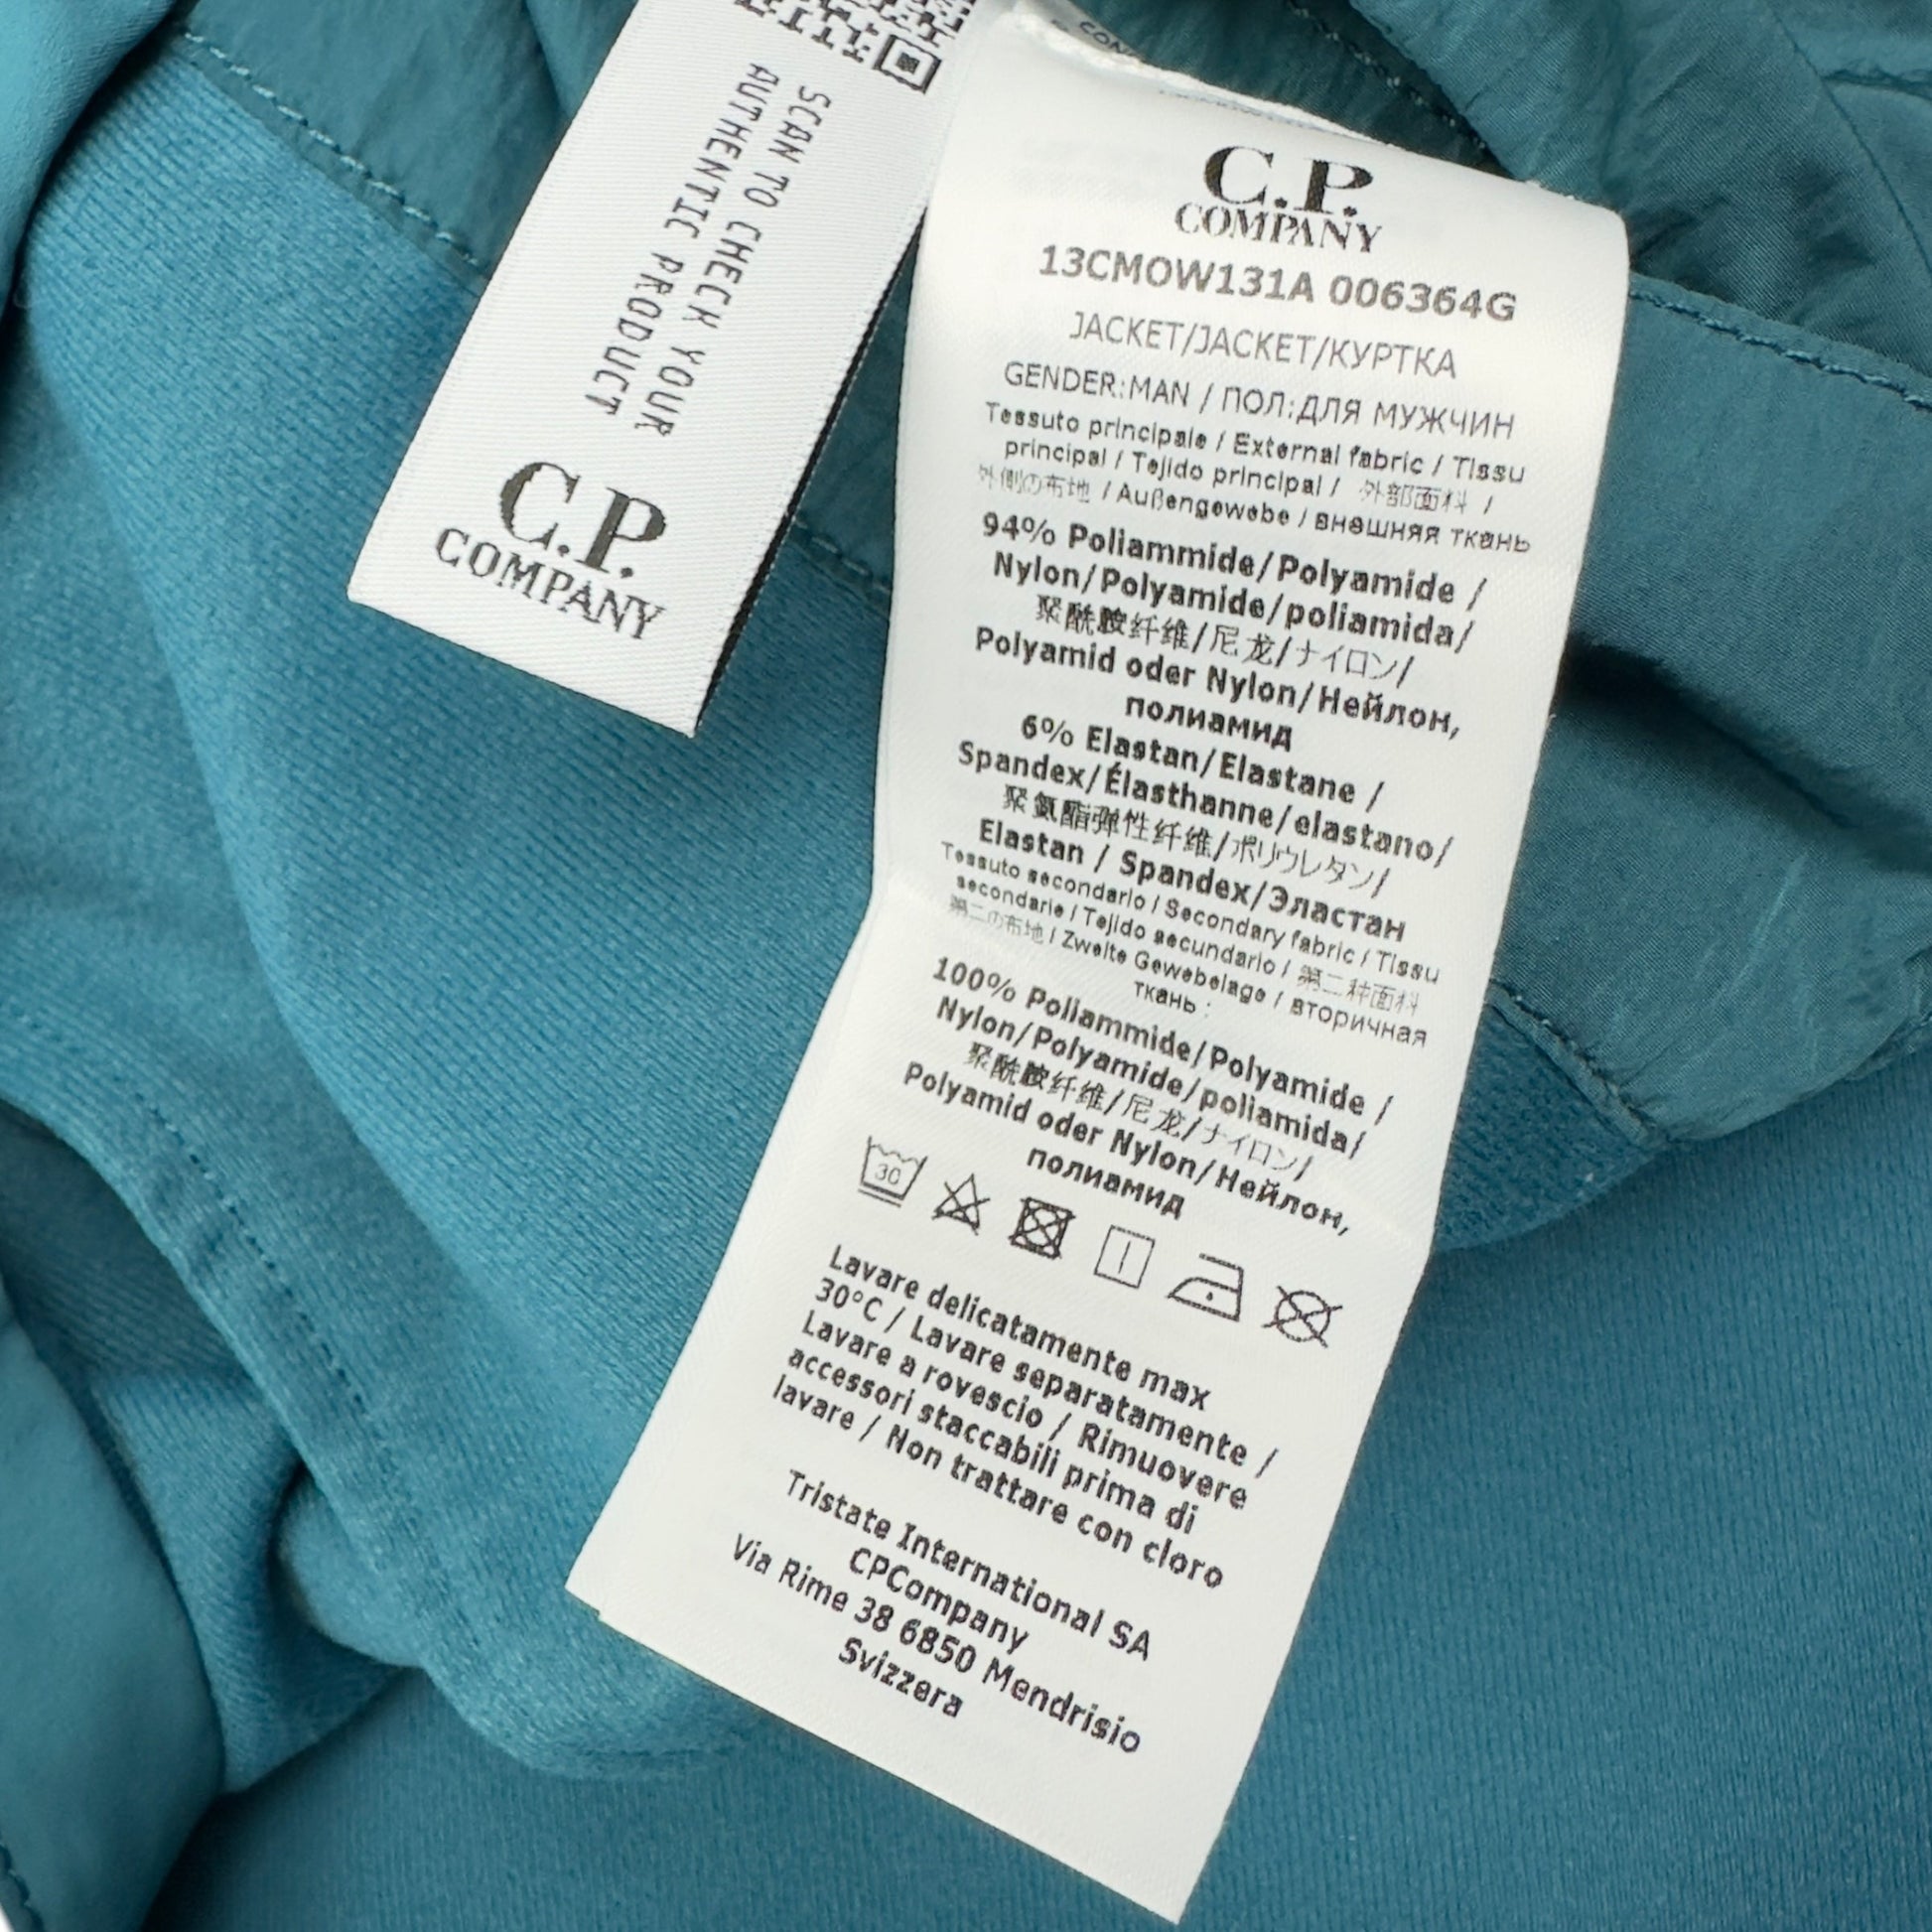 SCAN TO CHECK YOUR
AUTHENTIC PRODUCT
C.P.
COMPANY
C.P.
COMPANY
13CMOW131A 006364G
JACKET/JACKET/КУРТКА
GENDER:MAN / ПОЛ:ДЛЯ МУЖЧИН
Tessuto principale / External fabric / Tissu
principal / Tejido principal / 外部面料 /
外側の布地 / Außengewebe / внешняя ткань
94% Poliammide/Polyamide /
Nylon/Polyamide/poliamida/
聚酰胺纤维/尼龙/ナイロン/
Polyamid oder Nylon/Нейлон,
полиамид
6% Elastan/Elastane /
Spandex/Élasthanne/elastano/
聚氨酯弹性纤维/ポリウレタン/
Elastan / Spandex/Эластан
Tessuto secondario / Secondary fabric / Tissu
secondarie / Tejido secundario / 第二种面料
第二の布地 / Zweite Gewebelage / вторичная
ткань :
100% Poliammide/Polyamide /
Nylon/Polyamide/poliamida/
聚酰胺纤维/尼龙/ナイロン/
Polyamid oder Nylon/Нейлон,
полиамид
30
Lavare delicatamente max
30°C / Lavare separatamente /
Lavare a rovescio / Rimuovere
accessori staccabili prima di
lavare / Non trattare con cloro
Tristate International SA
CPCompany
Via Rime 38 6850 Mendrisio
Svizzera